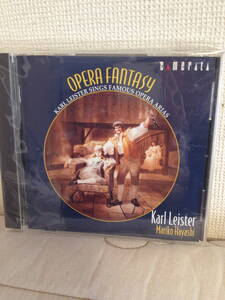 camerata
OPERA FANTASY
KARL LEISTER SINGS FAMOUS OPERA ARIAS
Karl Leister
Mariko Hayashi